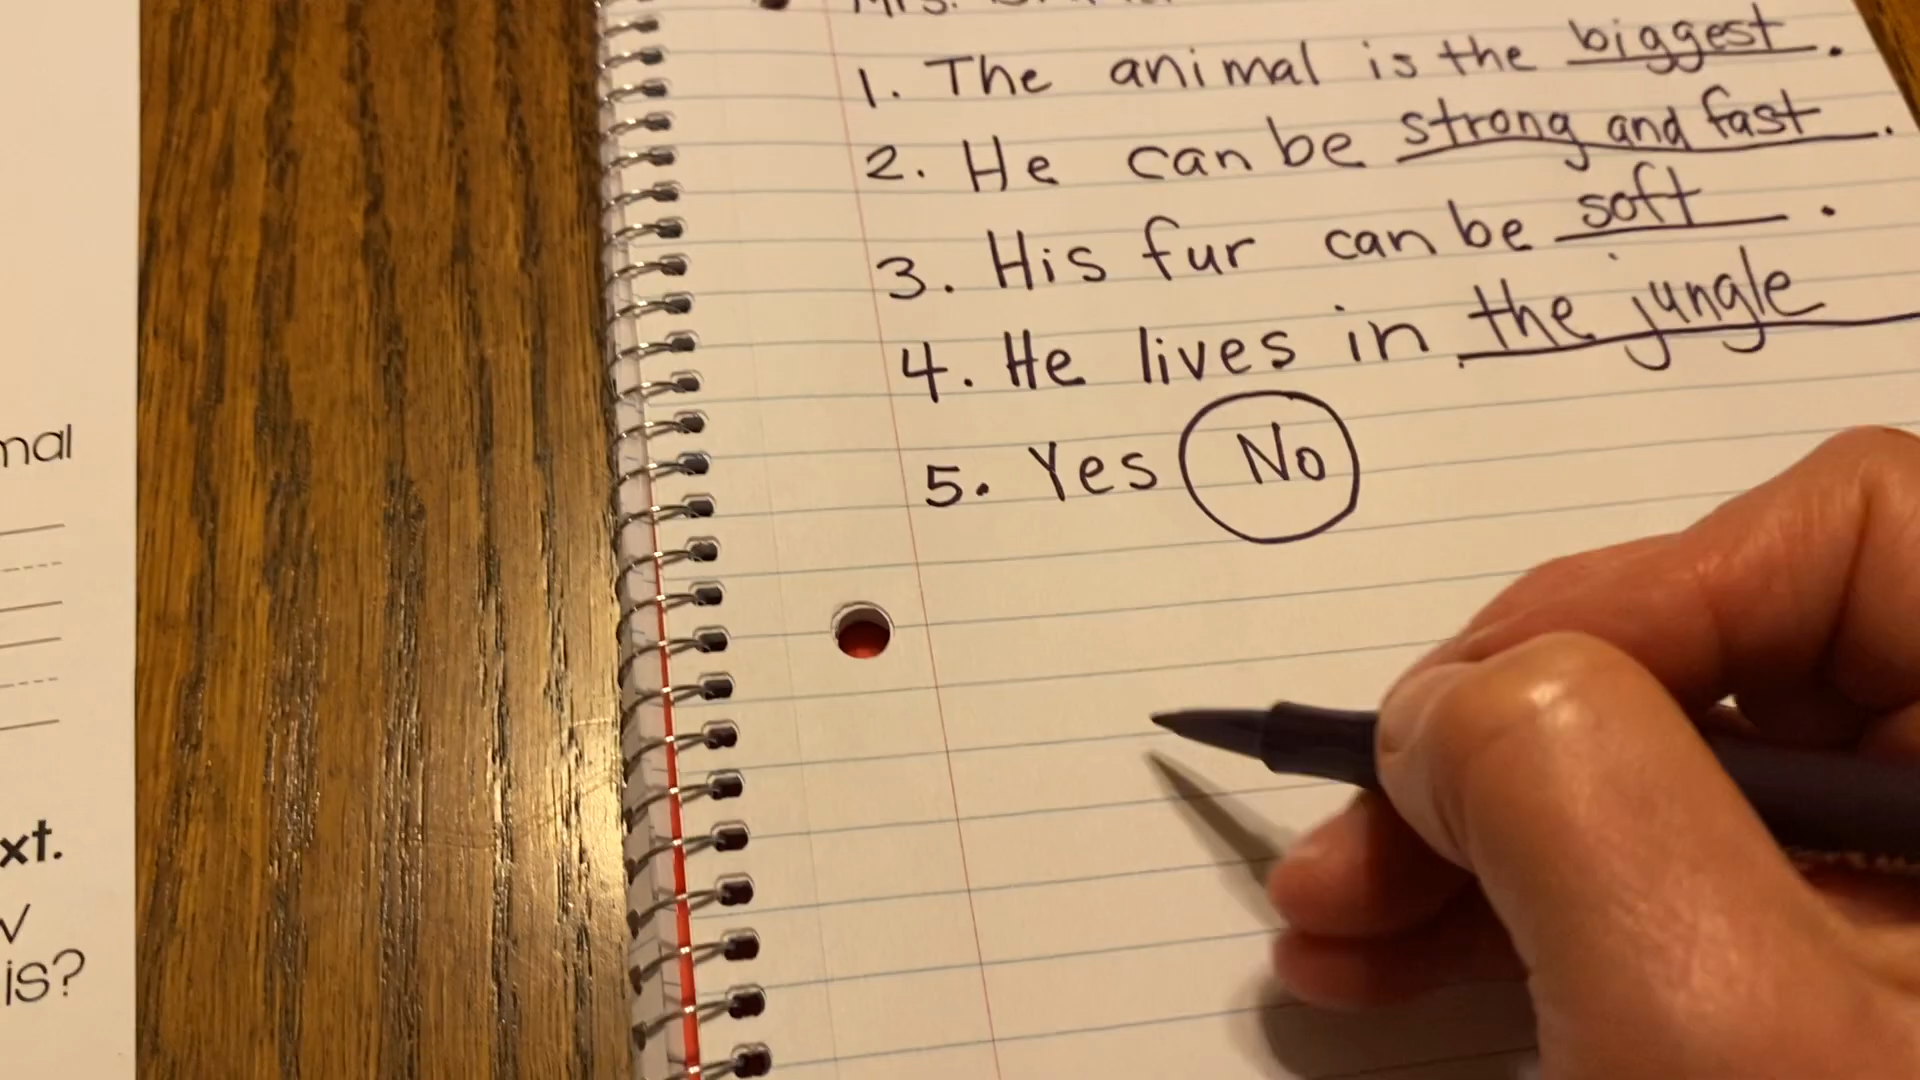 Mrs.
1. The animal is the biggest.
2. He can be strong and fast.
3. His fur can be soft.
4. He lives in the jungle
5. Yes No
mal
xt.
v
is?